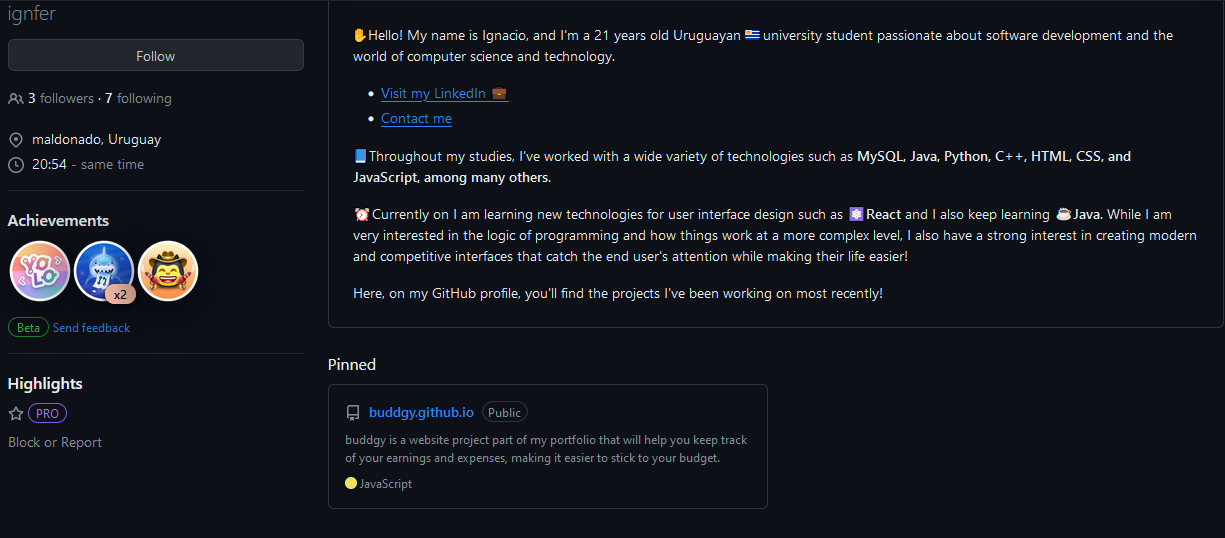 ignfer
Follow
3 followers · 7 following
maldonado, Uruguay
20:54 - same time
Achievements
YOLO
x2
Beta Send feedback
Highlights
PRO
Block or Report
✋Hello! My name is Ignacio, and I'm a 21 years old Uruguayan 🇺🇾 university student passionate about software development and the
world of computer science and technology.
• Visit my LinkedIn 💼
• Contact me
📘Throughout my studies, I've worked with a wide variety of technologies such as MySQL, Java, Python, C++, HTML, CSS, and
JavaScript, among many others.
⏰Currently on I am learning new technologies for user interface design such as ⚛️React and I also keep learning ☕Java. While I am
very interested in the logic of programming and how things work at a more complex level, I also have a strong interest in creating modern
and competitive interfaces that catch the end user's attention while making their life easier!
Here, on my GitHub profile, you'll find the projects I've been working on most recently!
Pinned
buddgy.github.io Public
buddgy is a website project part of my portfolio that will help you keep track
of your earnings and expenses, making it easier to stick to your budget.
JavaScript